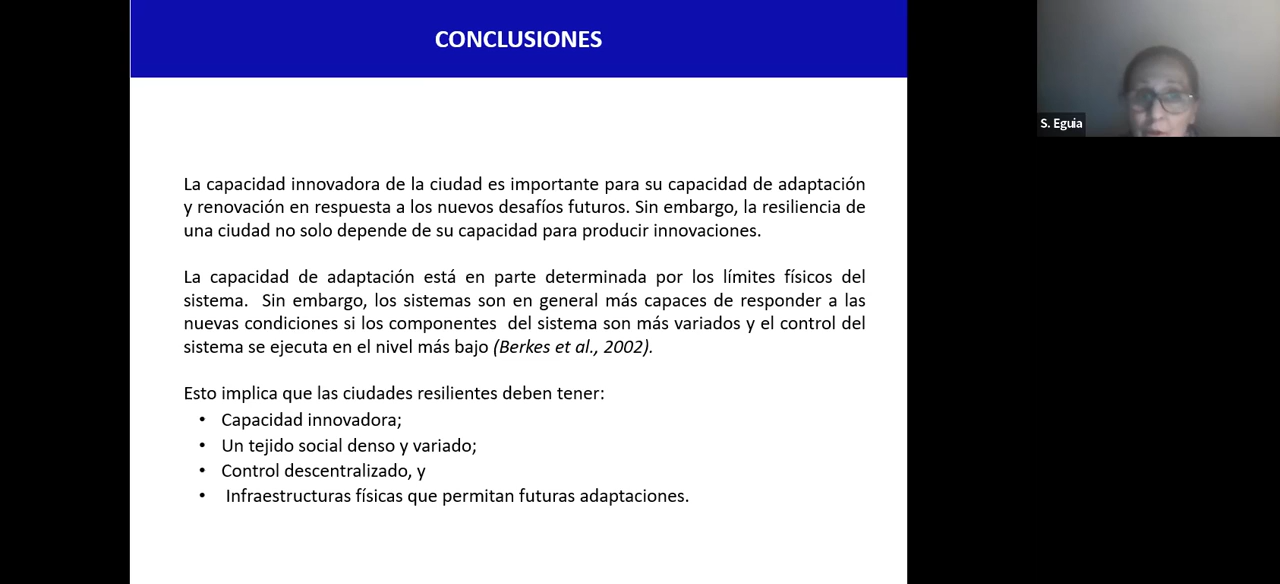 CONCLUSIONES
S. Eguia
La capacidad innovadora de la ciudad es importante para su capacidad de adaptación
y renovación en respuesta a los nuevos desafíos futuros. Sin embargo, la resiliencia de
una ciudad no solo depende de su capacidad para producir innovaciones.
La capacidad de adaptación está en parte determinada por los límites físicos del
sistema. Sin embargo, los sistemas son en general más capaces de responder a las
nuevas condiciones si los componentes del sistema son más variados y el control del
sistema se ejecuta en el nivel más bajo (Berkes et al., 2002).
Esto implica que las ciudades resilientes deben tener:
• Capacidad innovadora;
• Un tejido social denso y variado;
• Control descentralizado, y
• Infraestructuras físicas que permitan futuras adaptaciones.